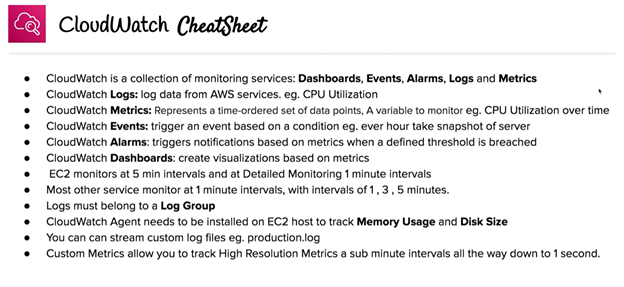 CloudWatch CheatSheet
CloudWatch is a collection of monitoring services: Dashboards, Events, Alarms, Logs and Metrics
CloudWatch Logs: log data from AWS services. eg. CPU Utilization
CloudWatch Metrics: Represents a time-ordered set of data points, A variable to monitor eg. CPU Utilization over time
CloudWatch Events: trigger an event based on a condition eg. ever hour take snapshot of server
CloudWatch Alarms: triggers notifications based on metrics when a defined threshold is breached
CloudWatch Dashboards: create visualizations based on metrics
EC2 monitors at 5 min intervals and at Detailed Monitoring 1 minute intervals
Most other service monitor at 1 minute intervals, with intervals of 1 , 3 , 5 minutes.
Logs must belong to a Log Group
CloudWatch Agent needs to be installed on EC2 host to track Memory Usage and Disk Size
You can can stream custom log files eg. production.log
Custom Metrics allow you to track High Resolution Metrics a sub minute intervals all the way down to 1 second.